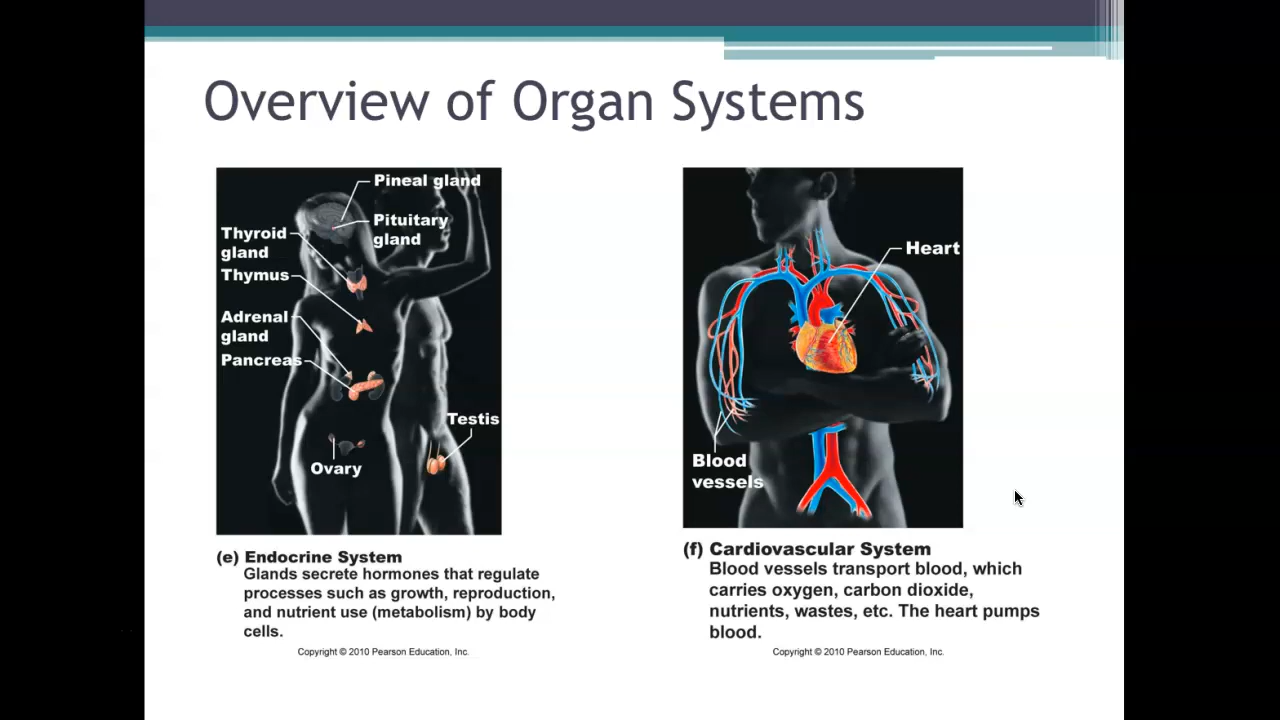 Overview of Organ Systems
Pineal gland
Pituitary
gland
Thyroid
gland
Thymus
Adrenal
gland
Pancreas
Testis
Ovary
(e) Endocrine System
Glands secrete hormones that regulate
processes such as growth, reproduction,
and nutrient use (metabolism) by body
cells.
Copyright © 2010 Pearson Education, Inc.
Heart
Blood
vessels
(f) Cardiovascular System
Blood vessels transport blood, which
carries oxygen, carbon dioxide,
nutrients, wastes, etc. The heart pumps
blood.
Copyright © 2010 Pearson Education, Inc.